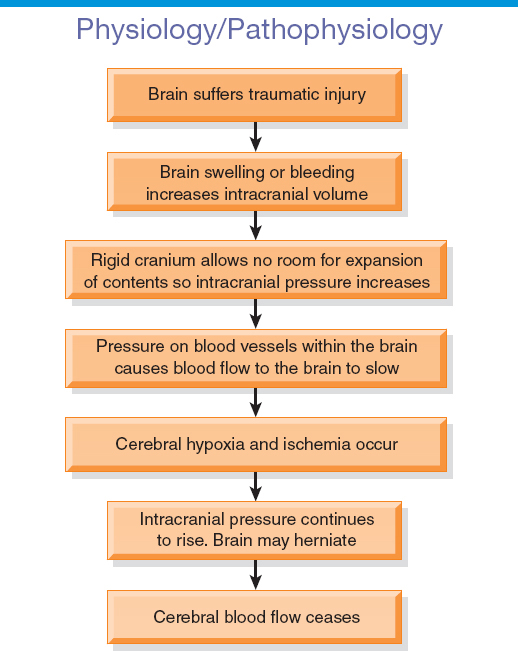 Physiology/Pathophysiology
Brain suffers traumatic injury
Brain swelling or bleeding
increases intracranial volume
Rigid cranium allows no room for expansion
of contents so intracranial pressure increases
Pressure on blood vessels within the brain
causes blood flow to the brain to slow
Cerebral hypoxia and ischemia occur
Intracranial pressure continues
to rise. Brain may herniate
Cerebral blood flow ceases